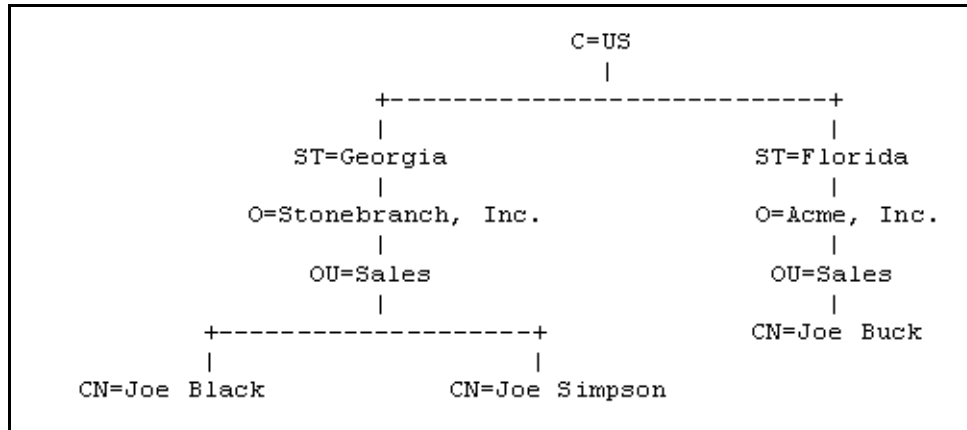 C=US
|
+----------------------------+
| |
ST=Georgia ST=Florida
| |
O=Stonebranch, Inc. O=Acme, Inc.
| |
OU=Sales OU=Sales
| |
+--------------------+ CN=Joe Buck
| |
CN=Joe Black CN=Joe Simpson